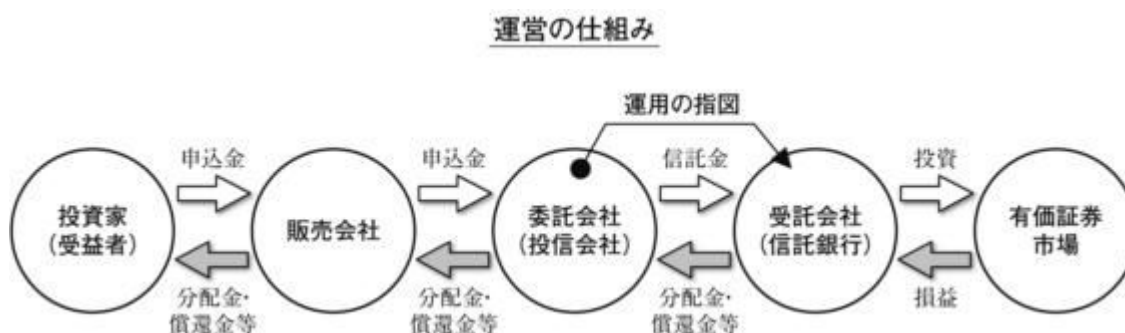 運営の仕組み
運用の指図
申込金
申込金
信託金
投資
投資家
(受益者)
販売会社
委託会社
(投信会社)
受託会社
(信託銀行)
有価証券
市場
分配金・
償還金等
分配金・
償還金等
分配金・
償還金等
損益